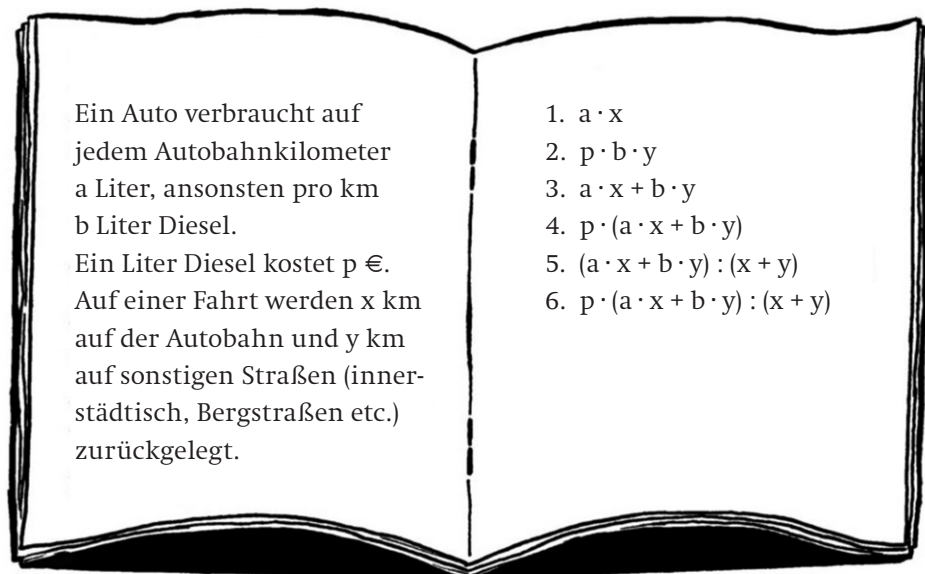 Ein Auto verbraucht auf
jedem Autobahnkilometer
a Liter, ansonsten pro km
b Liter Diesel.
Ein Liter Diesel kostet p €.
Auf einer Fahrt werden x km
auf der Autobahn und y km
auf sonstigen Straßen (inner-
städtisch, Bergstraßen etc.)
zurückgelegt.
1. a · x
2. p · b · y
3. a · x + b · y
4. p · (a · x + b · y)
5. (a · x + b · y) : (x + y)
6. p · (a · x + b · y) : (x + y)